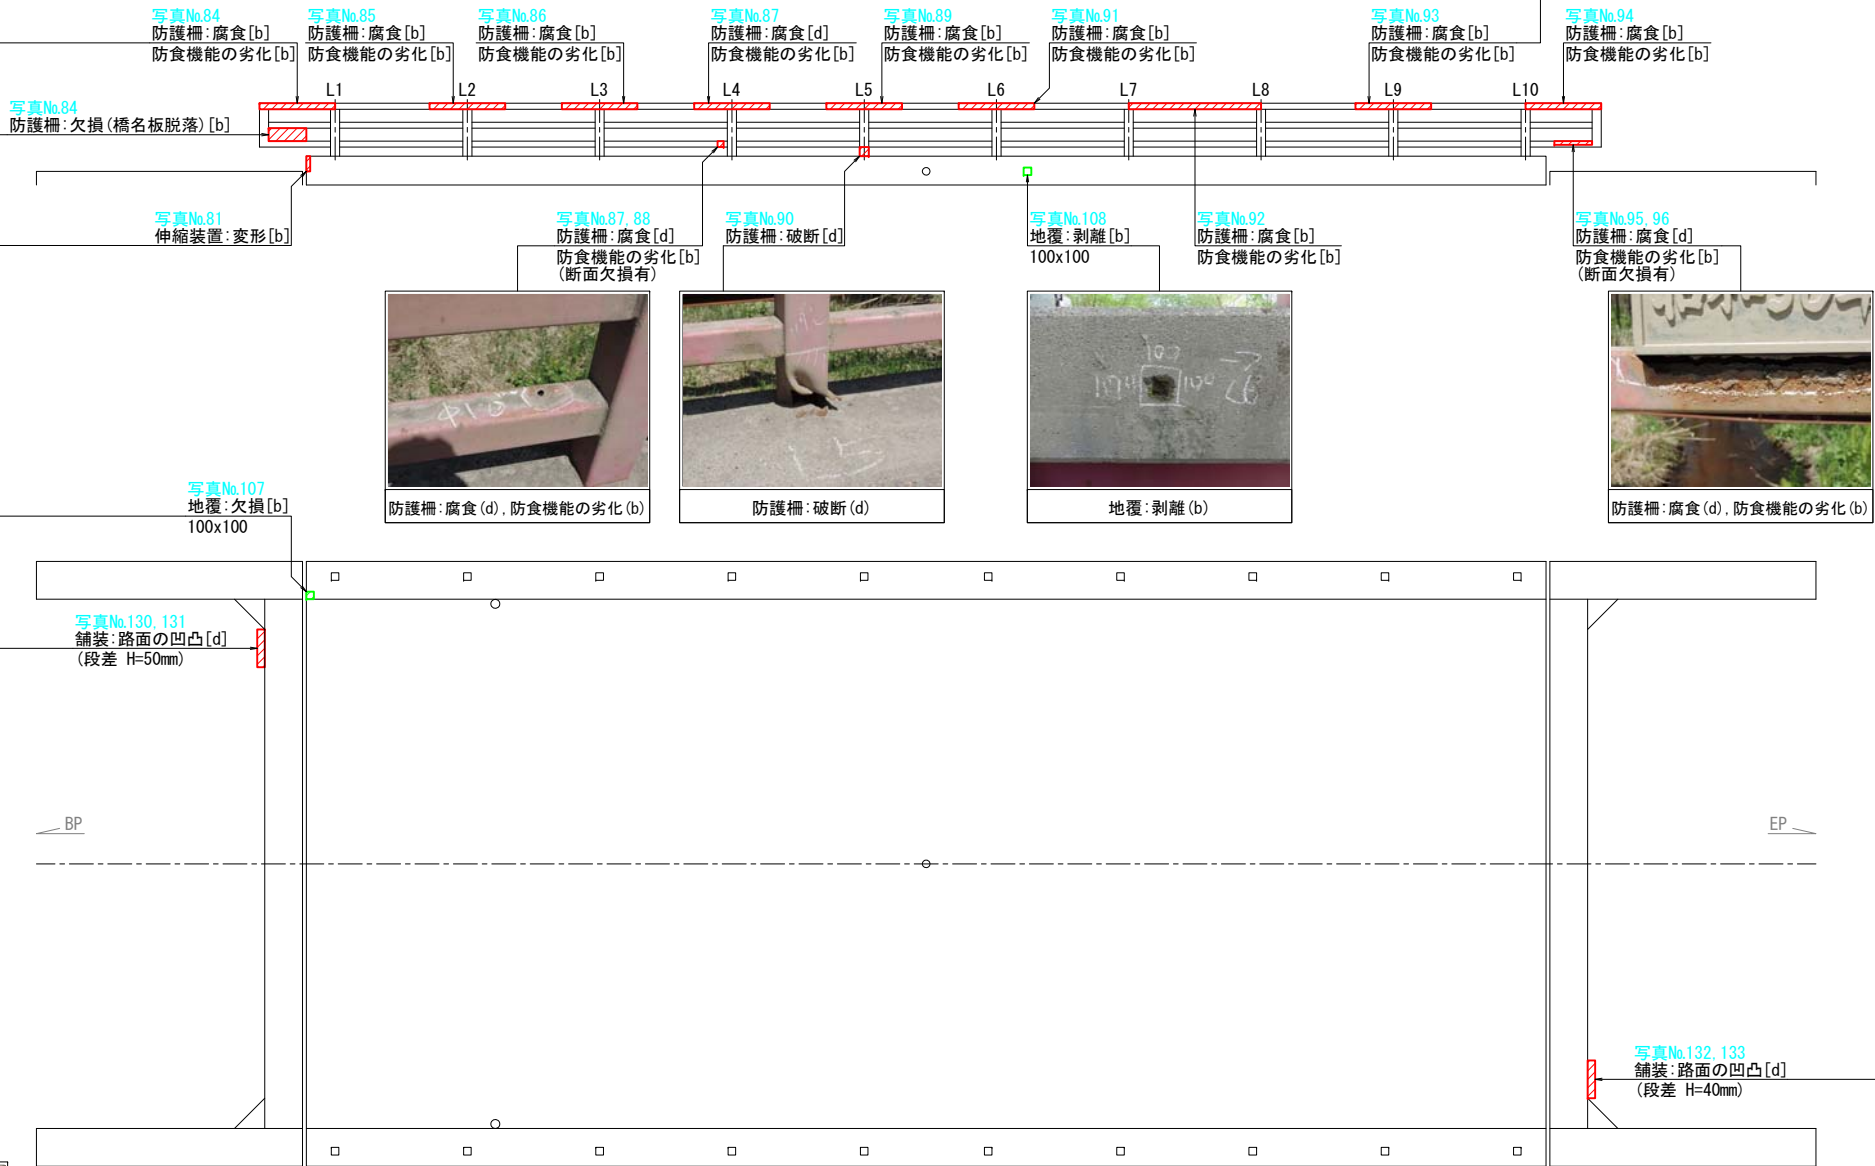 写真No.84
防護柵:腐食[b]
防食機能の劣化[b]
写真No.85
防護柵:腐食[b]
防食機能の劣化[b]
写真No.86
防護柵:腐食[b]
防食機能の劣化[b]
写真No.87
防護柵:腐食[d]
防食機能の劣化[b]
写真No.89
防護柵:腐食[b]
防食機能の劣化[b]
写真No.91
防護柵:腐食[b]
防食機能の劣化[b]
写真No.93
防護柵:腐食[b]
防食機能の劣化[b]
写真No.94
防護柵:腐食[b]
防食機能の劣化[b]
L1 L2 L3 L4 L5 L6 L7 L8 L9 L10
写真No.84
防護柵:欠損(橋名板脱落)[b]
写真No.81
伸縮装置:変形[b]
写真No.87, 88
防護柵:腐食[d]
防食機能の劣化[b]
(断面欠損有)
写真No.90
防護柵:破断[d]
写真No.108
地覆:剥離[b]
100x100
写真No.92
防護柵:腐食[b]
防食機能の劣化[b]
写真No.95, 96
防護柵:腐食[d]
防食機能の劣化[b]
(断面欠損有)
φ10
100
100
防護柵:腐食(d), 防食機能の劣化(b)
防護柵:破断(d)
地覆:剥離(b)
防護柵:腐食(d), 防食機能の劣化(b)
写真No.107
地覆:欠損[b]
100x100
写真No.130, 131
舗装:路面の凹凸[d]
(段差 H=50mm)
BP
EP
写真No.132, 133
舗装:路面の凹凸[d]
(段差 H=40mm)